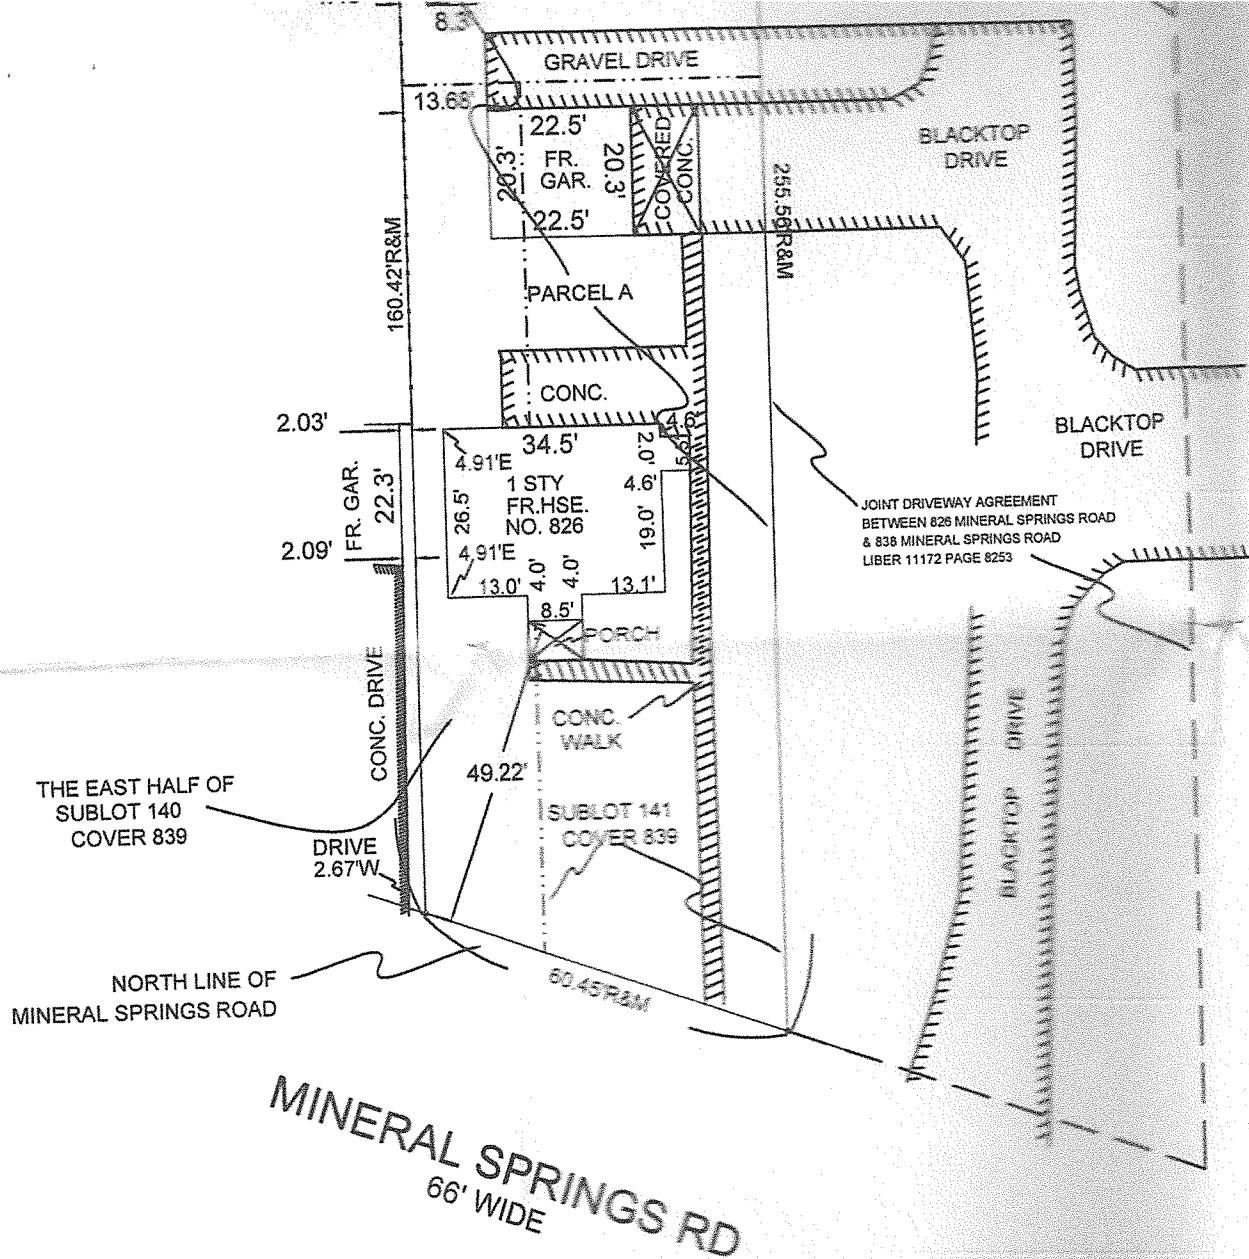 8.3'
GRAVEL DRIVE
13.68'
22.5'
FR.
GAR.
20.3'
20.3'
22.5'
COVERED
CONC.
BLACKTOP
DRIVE
255.56'R&M
160.42'R&M
PARCEL A
CONC.
2.03'
34.5'
4.6'
2.0'
4.91'E
FR. GAR.
22.3'
26.5'
1 STY
FR.HSE.
NO. 826
4.6'
19.0'
BLACKTOP
DRIVE
JOINT DRIVEWAY AGREEMENT
BETWEEN 826 MINERAL SPRINGS ROAD
& 838 MINERAL SPRINGS ROAD
LIBER 11172 PAGE 8253
2.09'
4.91'E
13.0'
4.0'
4.0'
13.1'
8.5'
PORCH
CONC. DRIVE
CONC.
WALK
BLACKTOP DRIVE
49.22'
THE EAST HALF OF
SUBLOT 140
COVER 839
SUBLOT 141
COVER 839
DRIVE
2.67'W
NORTH LINE OF
MINERAL SPRINGS ROAD
60.45'R&M
MINERAL SPRINGS RD
66' WIDE